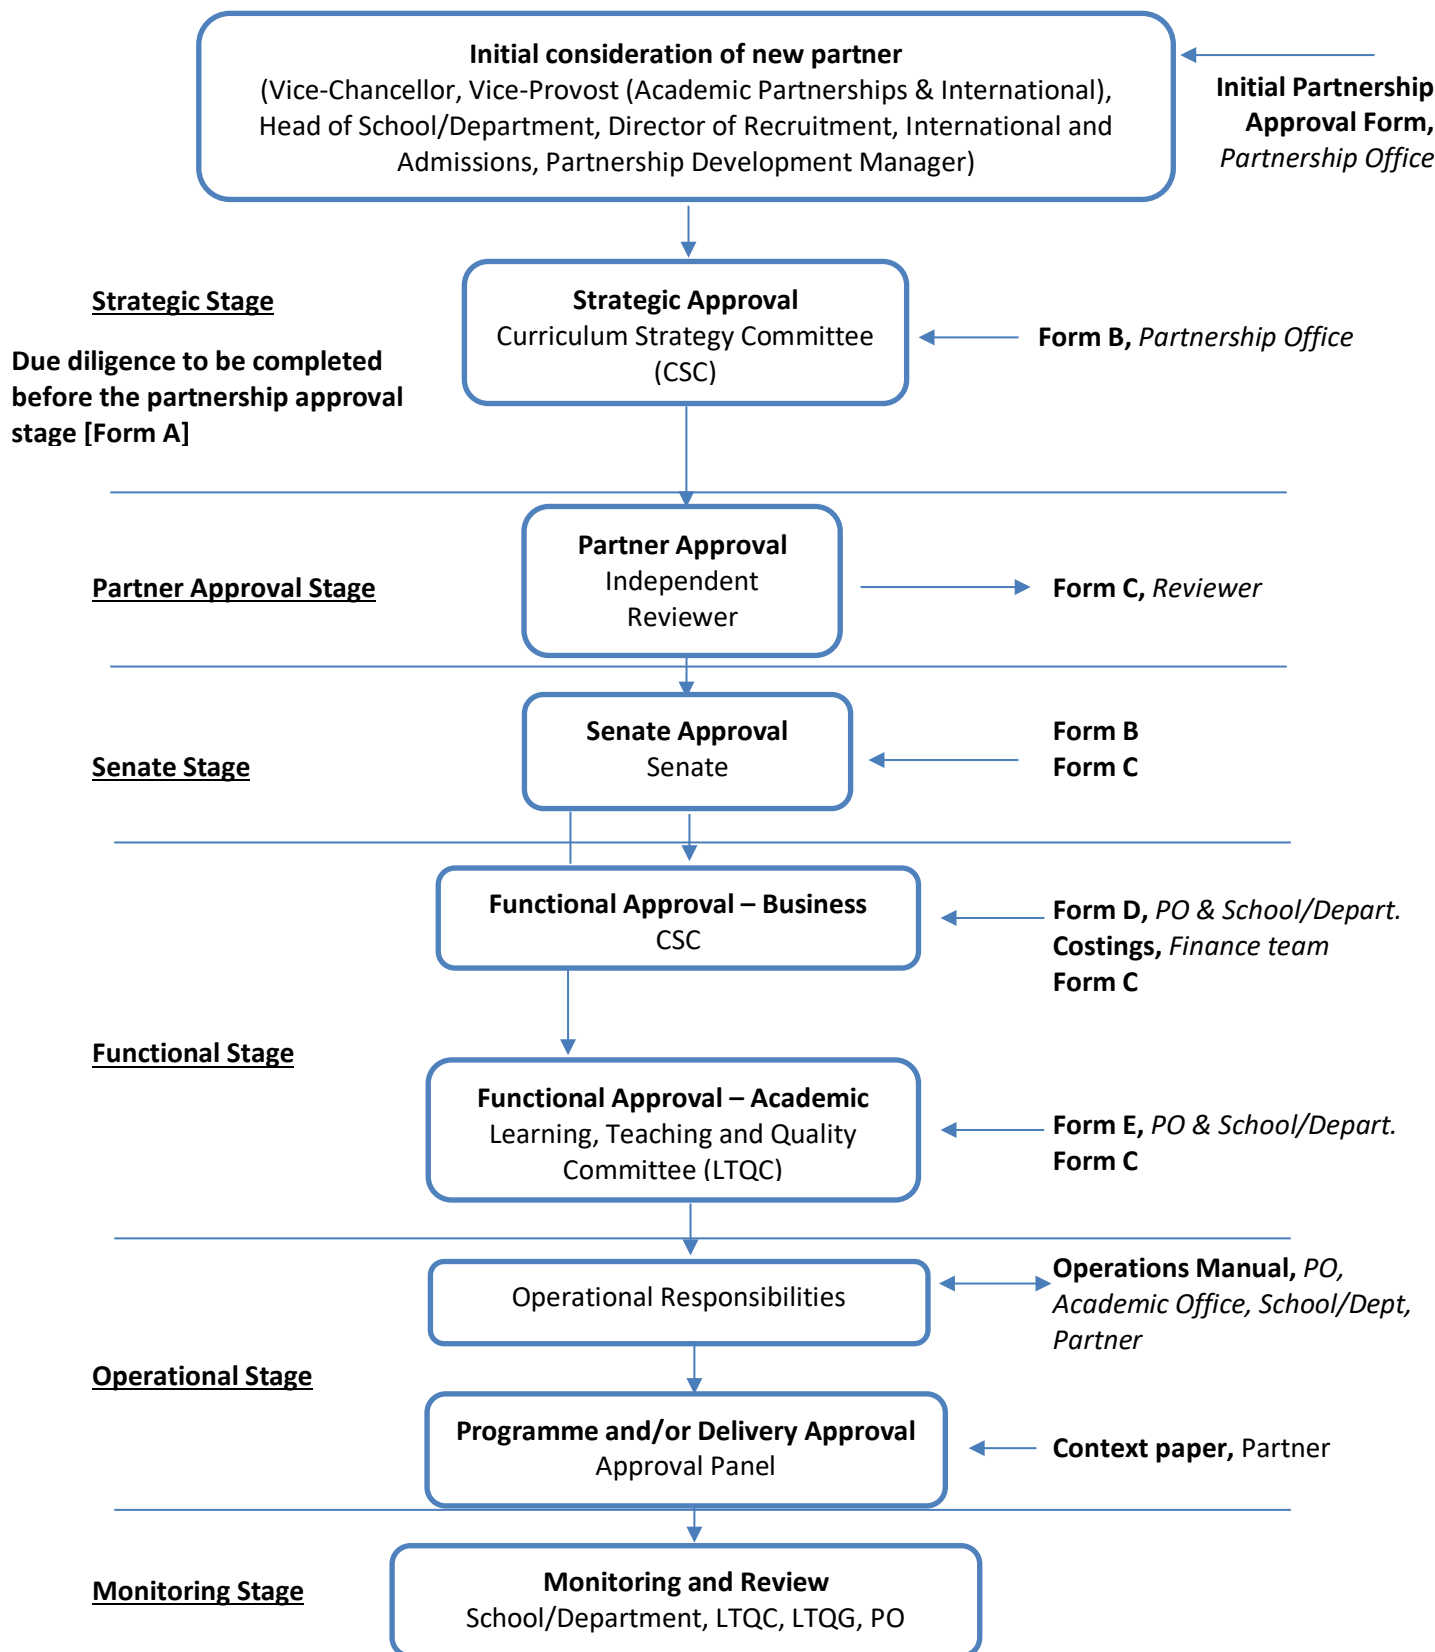 Initial consideration of new partner
(Vice-Chancellor, Vice-Provost (Academic Partnerships & International),
Head of School/Department, Director of Recruitment, International and
Admissions, Partnership Development Manager)
Initial Partnership
Approval Form,
Partnership Office
Strategic Stage
Due diligence to be completed
before the partnership approval
stage [Form A]
Strategic Approval
Curriculum Strategy Committee
(CSC)
Form B, Partnership Office
Partner Approval Stage
Partner Approval
Independent
Reviewer
Form C, Reviewer
Senate Stage
Senate Approval
Senate
Form B
Form C
Functional Approval – Business
CSC
Form D, PO & School/Depart.
Costings, Finance team
Form C
Functional Stage
Functional Approval – Academic
Learning, Teaching and Quality
Committee (LTQC)
Form E, PO & School/Depart.
Form C
Operational Responsibilities
Operations Manual, PO,
Academic Office, School/Dept,
Partner
Operational Stage
Programme and/or Delivery Approval
Approval Panel
Context paper, Partner
Monitoring Stage
Monitoring and Review
School/Department, LTQC, LTQG, PO